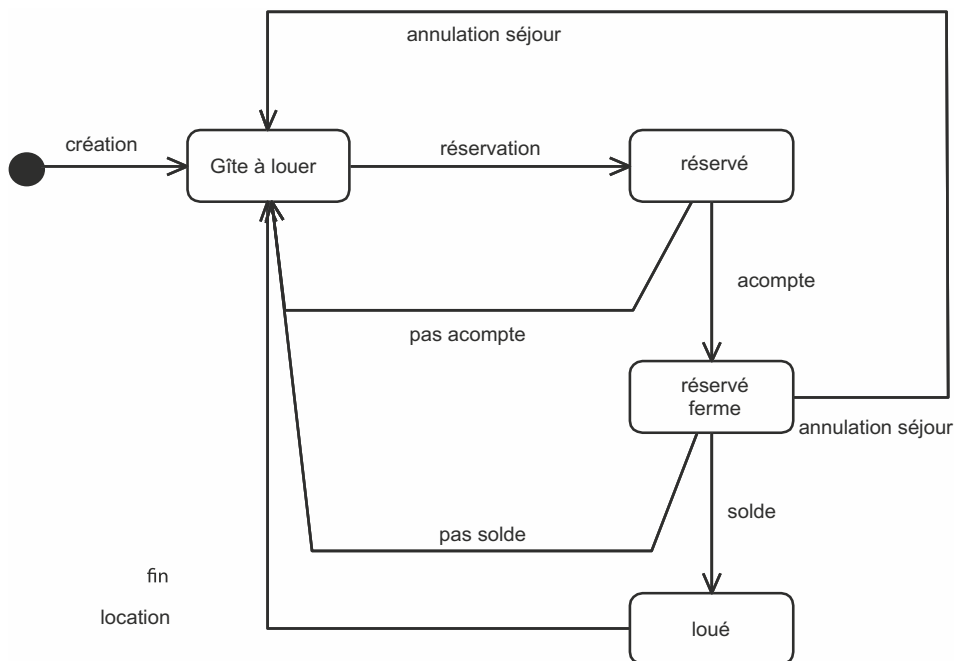 annulation séjour
création
Gîte à louer
réservation
réservé
acompte
pas acompte
réservé
ferme
annulation séjour
solde
pas solde
fin
location
loué